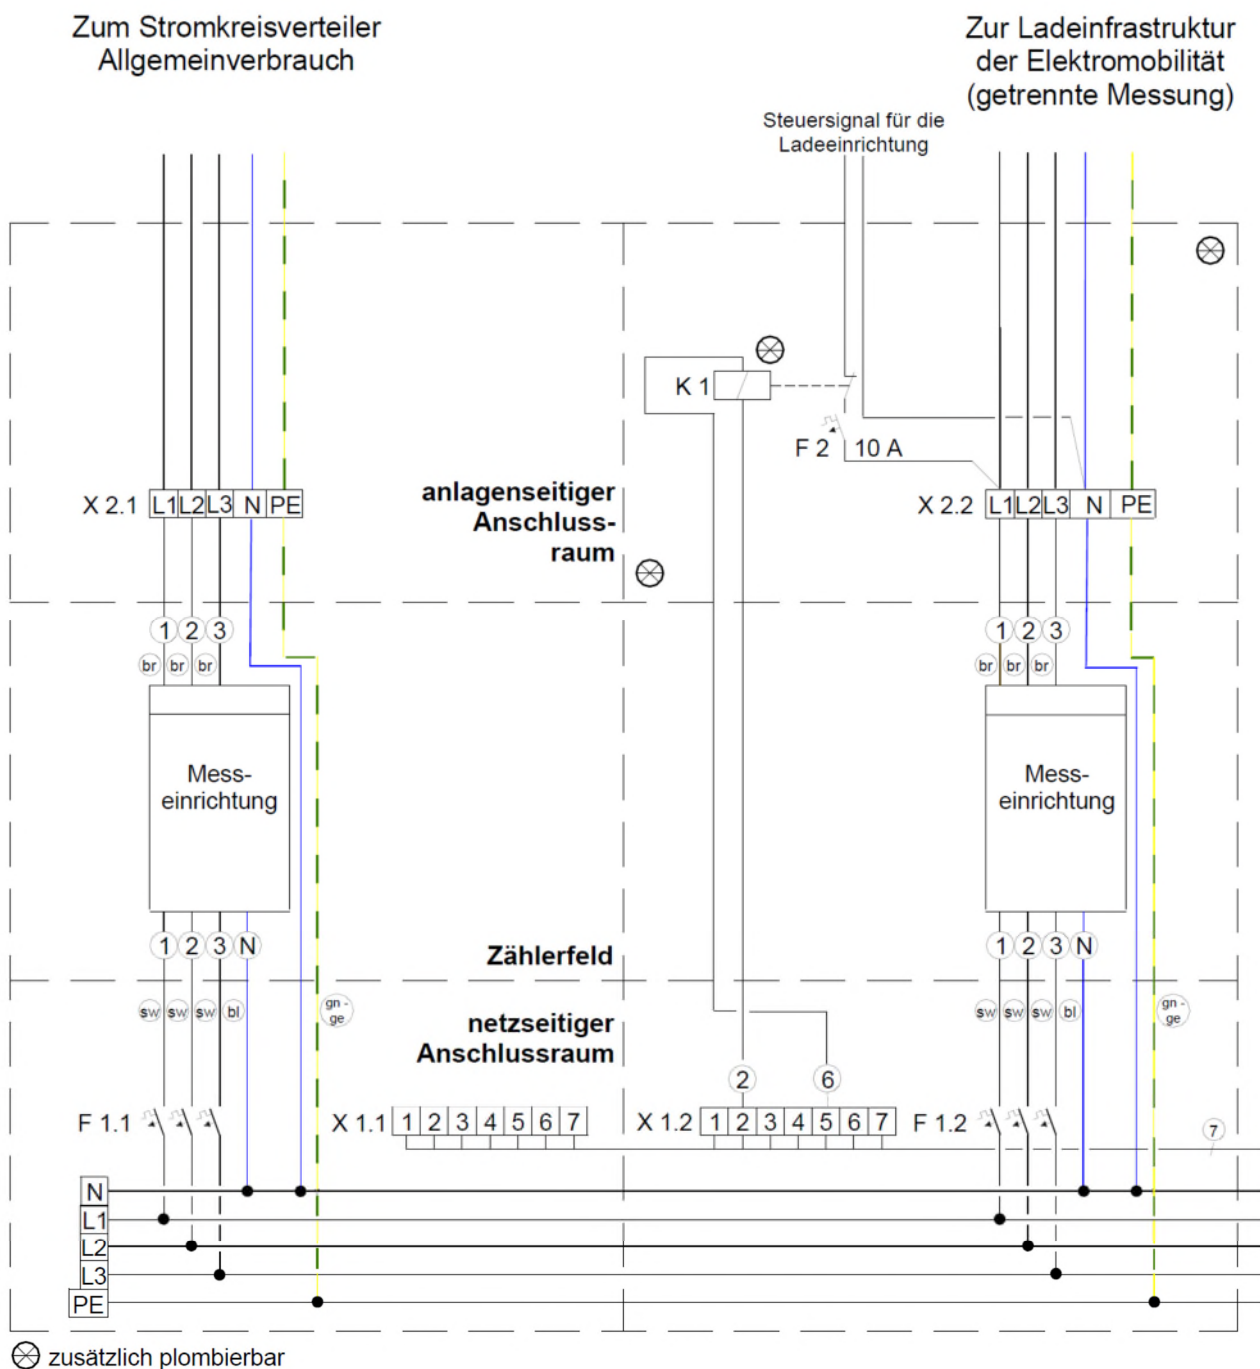 Zum Stromkreisverteiler
Allgemeinverbrauch
Zur Ladeinfrastruktur
der Elektromobilität
(getrennte Messung)
Steuersignal für die
Ladeeinrichtung
K 1
F 2 10 A
X 2.1 L1 L2 L3 N PE
anlagenseitiger
Anschluss-
raum
X 2.2 L1 L2 L3 N PE
1 2 3
br br br
1 2 3
br br br
Mess-
einrichtung
Mess-
einrichtung
1 2 3 N
Zählerfeld
1 2 3 N
sw sw sw bl
gn -
ge
netzseitiger
Anschlussraum
sw sw sw bl
gn -
ge
2 6
F 1.1
X 1.1 1 2 3 4 5 6 7
X 1.2 1 2 3 4 5 6 7
F 1.2
7
N
L1
L2
L3
PE
zusätzlich plombierbar